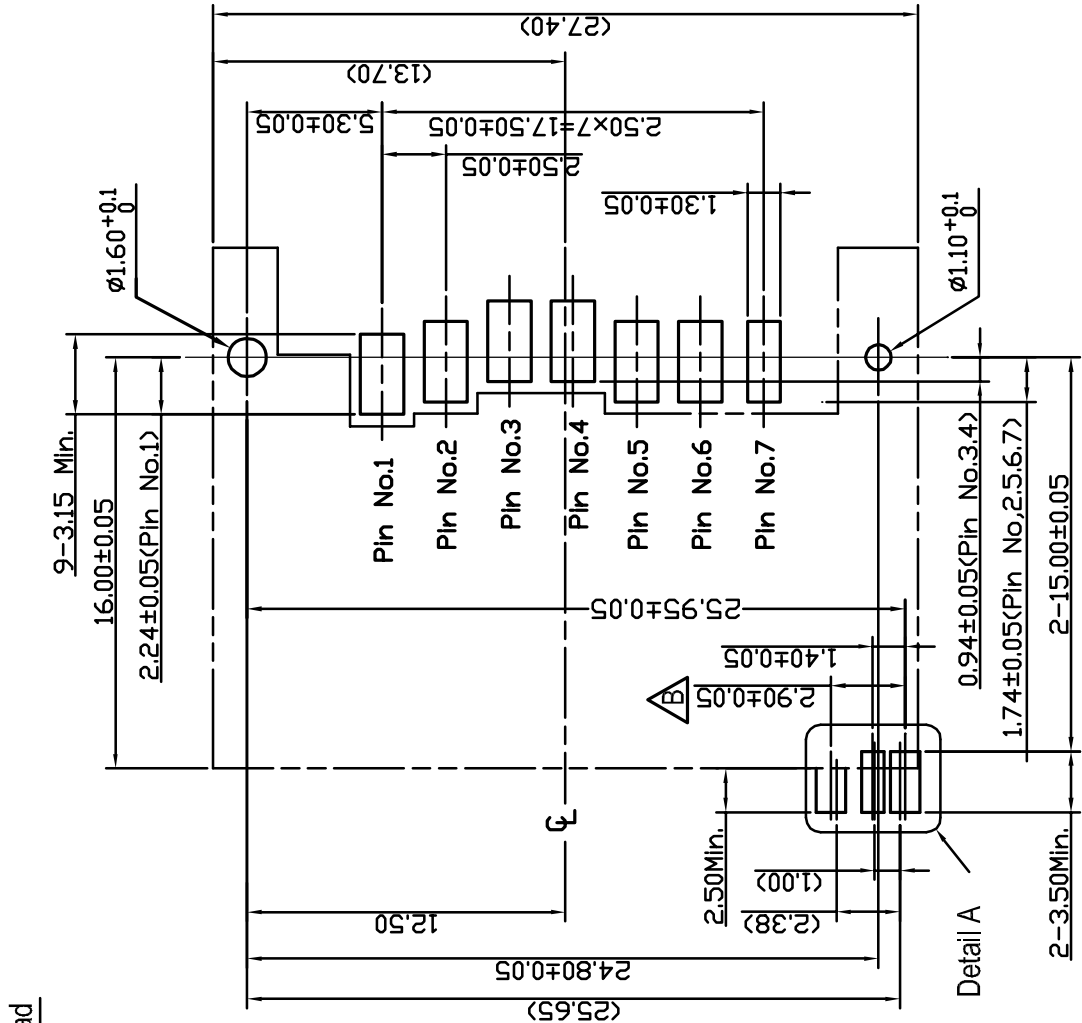 (27.40)
(13.70)
5.30±0.05
2.50x7=17.50±0.05
2.50±0.05
1.30±0.05
ø1.60 +0.1 0
ø1.10 +0.1 0
9-3.15 Min.
16.00±0.05
2.24±0.05(Pin No.1)
Pin No.1
Pin No.2
Pin No.3
Pin No.4
Pin No.5
Pin No.6
Pin No.7
0.94±0.05(Pin No.3.4)
1.74±0.05(Pin No,2.5.6.7)
2-15.00±0.05
25.95±0.05
1.40±0.05
2.90±0.05
B
CL
2.50Min.
(1.00)
(2.38)
2-3.50Min.
Detail A
12.50
24.80±0.05
(25.65)
ad